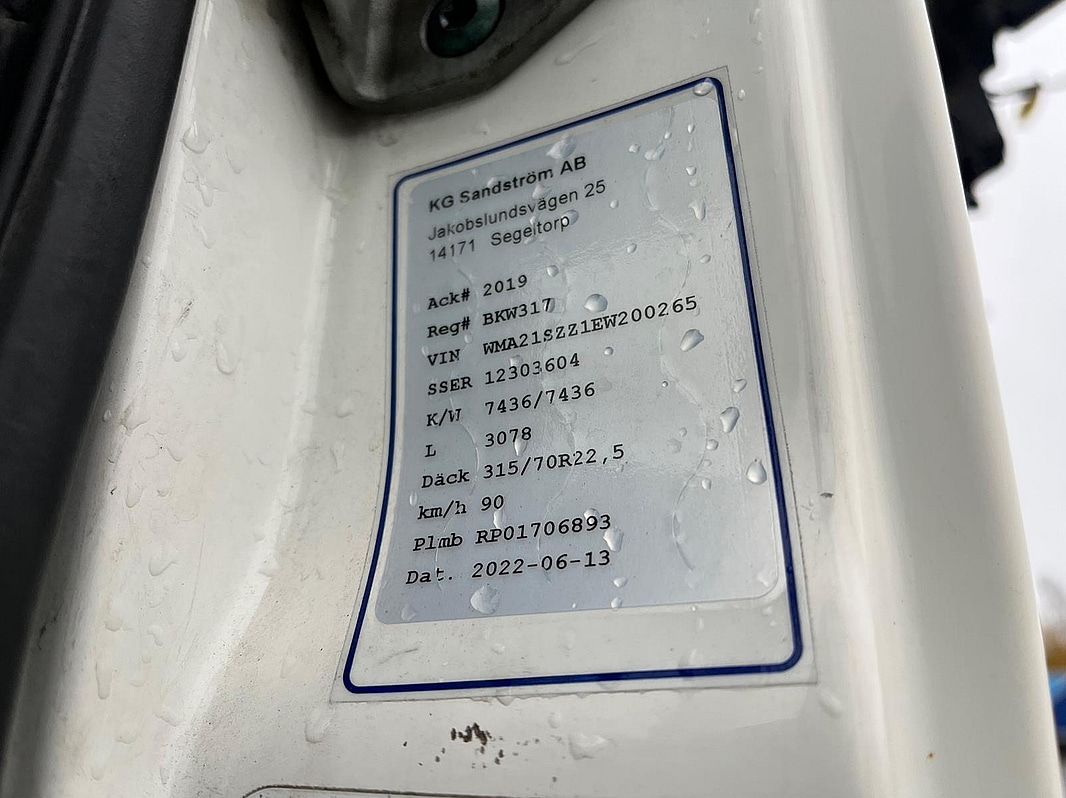 KG Sandström AB
Jakobslundsvägen 25
14171 Segeltorp
Ack# 2019
Reg# BKW317
VIN WMA21SZZ1EW200265
SSER 12303604
K/W 7436/7436
L 3078
Däck 315/70R22,5
km/h 90
Plmb RP01706893
Dat. 2022-06-13